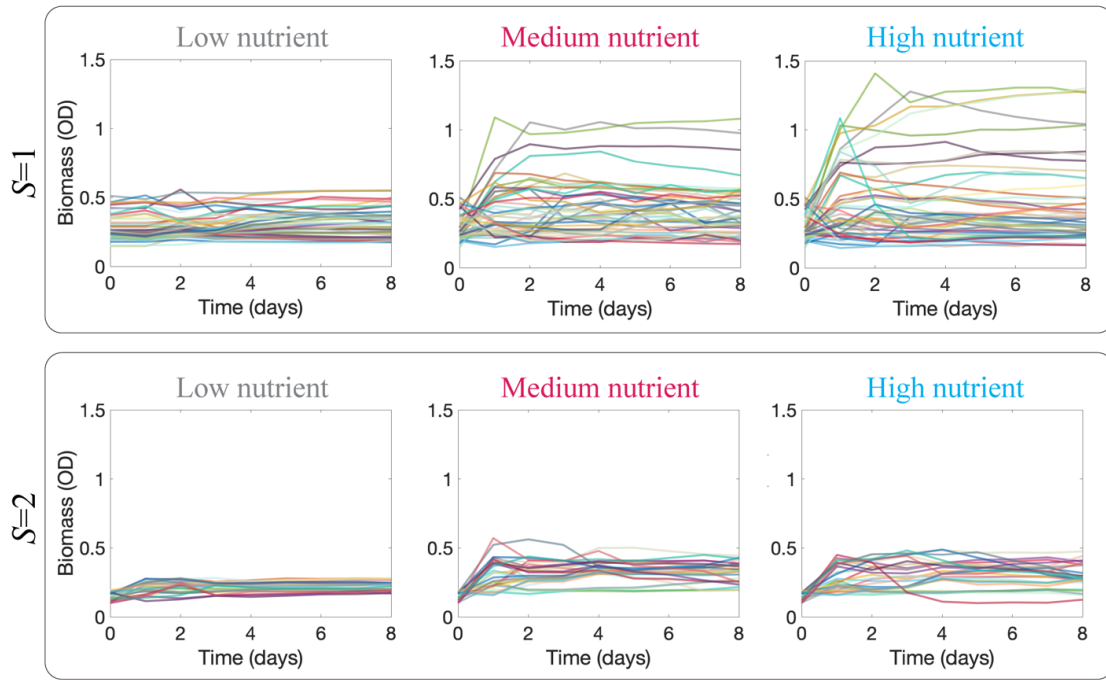 S=1
Low nutrient
Medium nutrient
High nutrient
Biomass (OD)
1.5
1
0.5
0
0 2 4 6 8
Time (days)
1.5
1
0.5
0
0 2 4 6 8
Time (days)
1.5
1
0.5
0
0 2 4 6 8
Time (days)
S=2
Low nutrient
Medium nutrient
High nutrient
Biomass (OD)
1.5
1
0.5
0
0 2 4 6 8
Time (days)
1.5
1
0.5
0
0 2 4 6 8
Time (days)
1.5
1
0.5
0
0 2 4 6 8
Time (days)